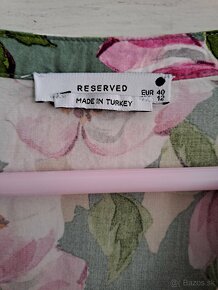 RESERVED
EUR 40
12
MADE IN TURKEY
Bazos.sk